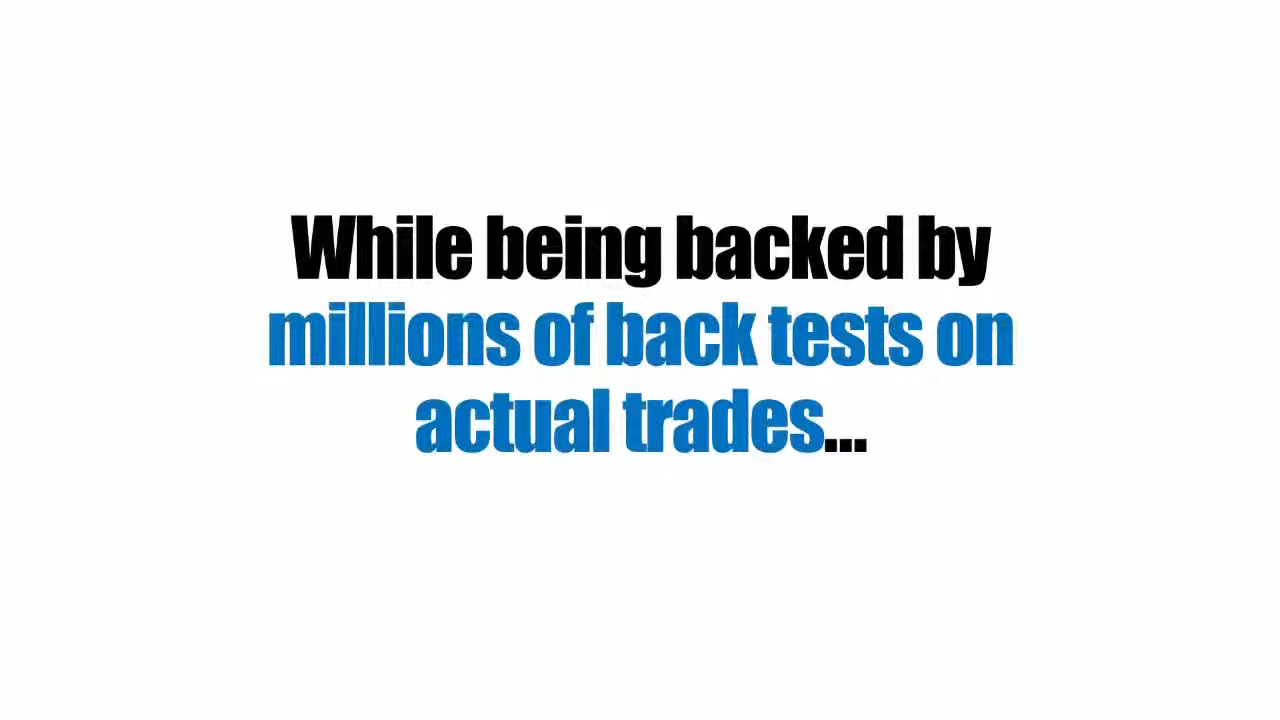 While being backed by
millions of back tests on
actual trades...